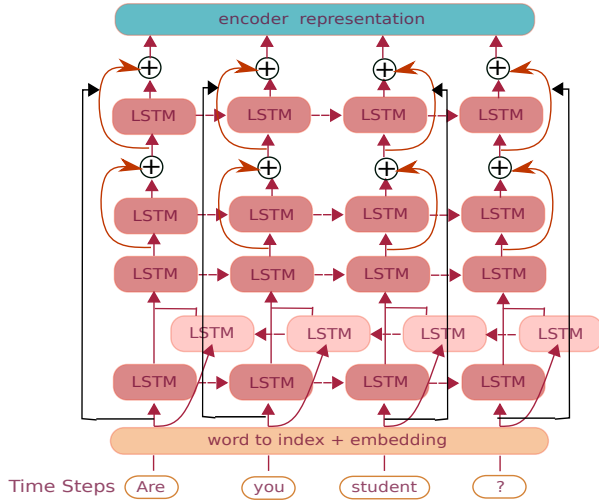 encoder representation
+ + + +
LSTM LSTM LSTM LSTM
+ + + +
LSTM LSTM LSTM LSTM
LSTM LSTM LSTM LSTM
LSTM LSTM LSTM LSTM
LSTM LSTM LSTM LSTM
word to index + embedding
Time Steps Are you student ?